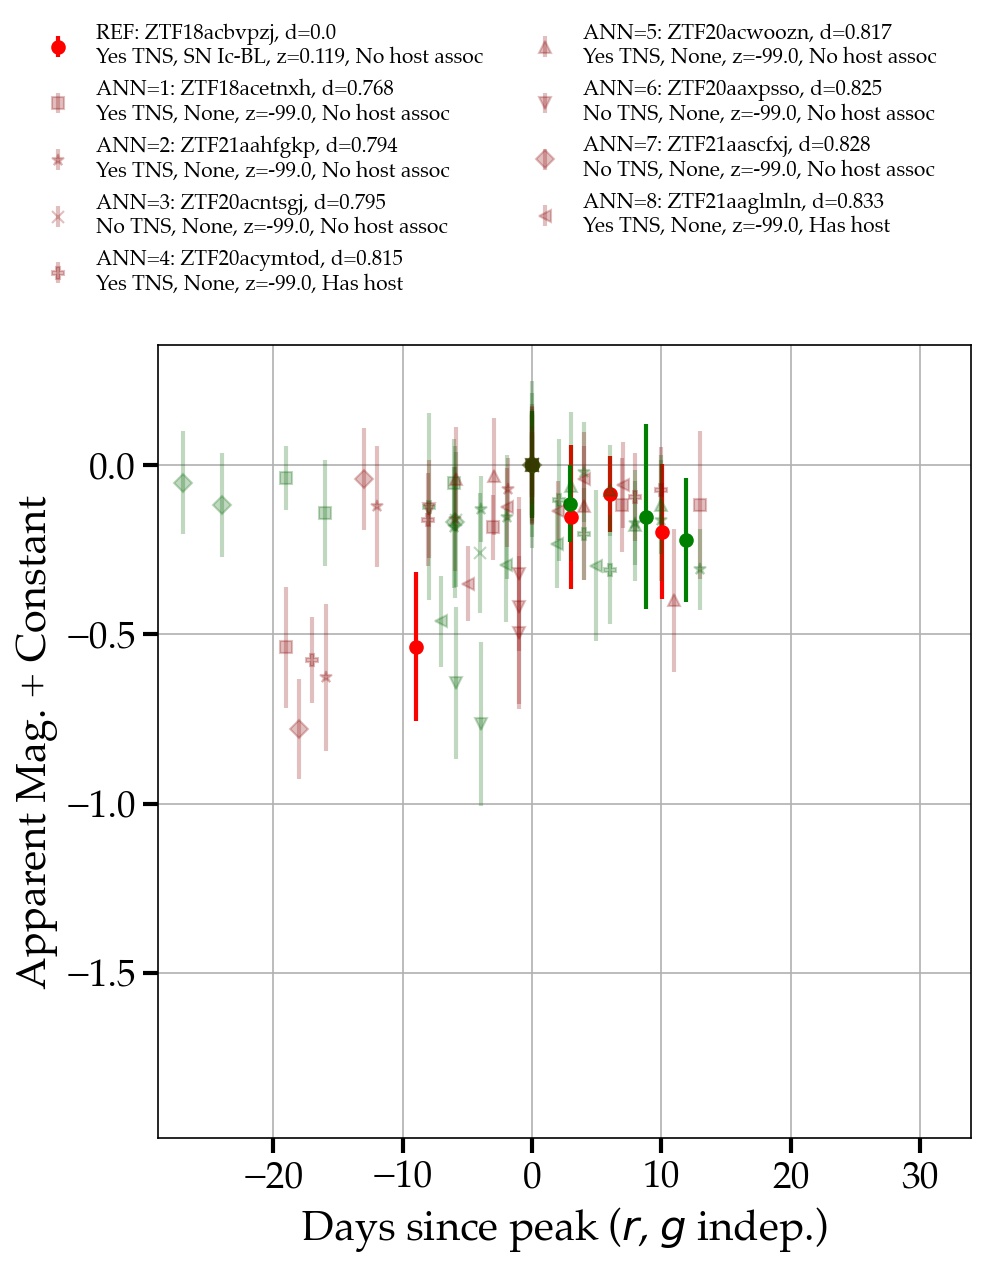 REF: ZTF18acbvpzj, d=0.0
Yes TNS, SN Ic-BL, z=0.119, No host assoc
ANN=1: ZTF18acetnxh, d=0.768
Yes TNS, None, z=-99.0, No host assoc
ANN=2: ZTF21aahfgkp, d=0.794
Yes TNS, None, z=-99.0, No host assoc
ANN=3: ZTF20acntsgj, d=0.795
No TNS, None, z=-99.0, No host assoc
ANN=4: ZTF20acymtod, d=0.815
Yes TNS, None, z=-99.0, Has host
ANN=5: ZTF20acwoozn, d=0.817
Yes TNS, None, z=-99.0, No host assoc
ANN=6: ZTF20aaxpsso, d=0.825
No TNS, None, z=-99.0, No host assoc
ANN=7: ZTF21aascfxj, d=0.828
No TNS, None, z=-99.0, No host assoc
ANN=8: ZTF21aaglmln, d=0.833
Yes TNS, None, z=-99.0, Has host
Apparent Mag. + Constant
0.0
−0.5
−1.0
−1.5
−20
−10
0
10
20
30
Days since peak (r, g indep.)